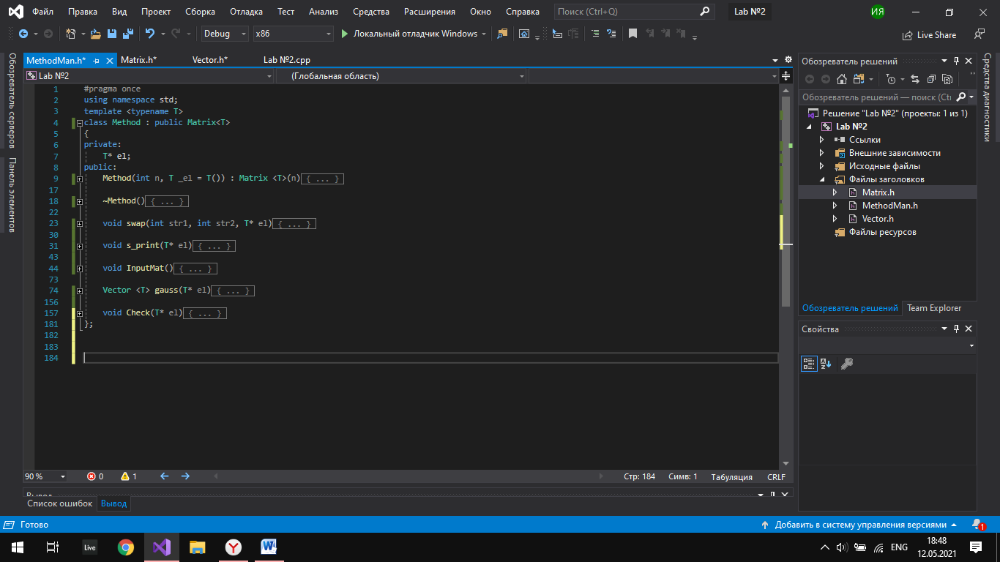 Файл Правка Вид Проект Сборка Отладка Тест Анализ Средства Расширения Окно Справка Поиск (Ctrl+Q) Lab №2 ИЯ
Debug x86 Локальный отладчик Windows Live Share
Обозреватель серверов
Панель элементов
MethodMan.h* Matrix.h* Vector.h* Lab №2.cpp
Lab №2 (Глобальная область)
1 #pragma once
2 using namespace std;
3 template <typename T>
4 class Method : public Matrix<T>
5 {
6 private:
7 T* el;
8 public:
9 Method(int n, T _el = T()) : Matrix <T>(n){ ... }
17
18 ~Method(){ ... }
22
23 void swap(int str1, int str2, T* el){ ... }
30
31 void s_print(T* el){ ... }
43
44 void InputMat(){ ... }
73
74 Vector <T> gauss(T* el){ ... }
156
157 void Check(T* el){ ... }
181 };
182
183
184
90 % 0 1 Стр: 184 Симв: 1 Табуляция CRLF
Вывод
Список ошибок Вывод
Обозреватель решений
Обозреватель решений — поиск (Ctr
Решение "Lab №2" (проекты: 1 из 1)
Lab №2
Ссылки
Внешние зависимости
Исходные файлы
Файлы заголовков
Matrix.h
MethodMan.h
Vector.h
Файлы ресурсов
Обозреватель решений Team Explorer
Свойства
Средства диагностики
Готово Добавить в систему управления версиями 1
Live ENG 18:48
12.05.2021